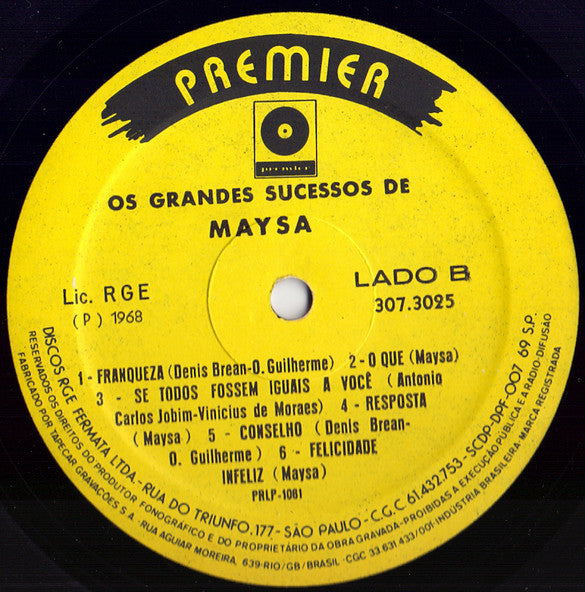 PREMIER
premier
OS GRANDES SUCESSOS DE
MAYSA
Lic. RGE
(P) 1968
LADO B
307.3025
1 - FRANQUEZA (Denis Brean-O. Guilherme) 2 - O QUE (Maysa)
3 - SE TODOS FOSSEM IGUAIS A VOCÊ (Antonio
Carlos Jobim-Vinicius de Moraes) 4 - RESPOSTA
(Maysa) 5 - CONSELHO (Denis Brean-
O. Guilherme) 6 - FELICIDADE
INFELIZ (Maysa)
PRLP-1081
DISCOS RGE FERMATA LTDA.-RUA DO TRIUNFO, 177 - SÃO PAULO - C.G.C 61.432.753 - SCDP-DPF-007 69 S.P.
RESERVADOS OS DIREITOS DO PRODUTOR FONOGRÁFICO E DO PROPRIETÁRIO DA OBRA GRAVADA-PROIBIDAS A EXECUÇÃO PÚBLICA E A RADIO-DIFUSÃO
FABRICADO POR TAPECAR GRAVAÇÕES S.A. RUA AGUIAR MOREIRA, 639-RIO/GB/BRASIL - CGC 33 631 433/001 INDÚSTRIA BRASILEIRA-MARCA REGISTRADA